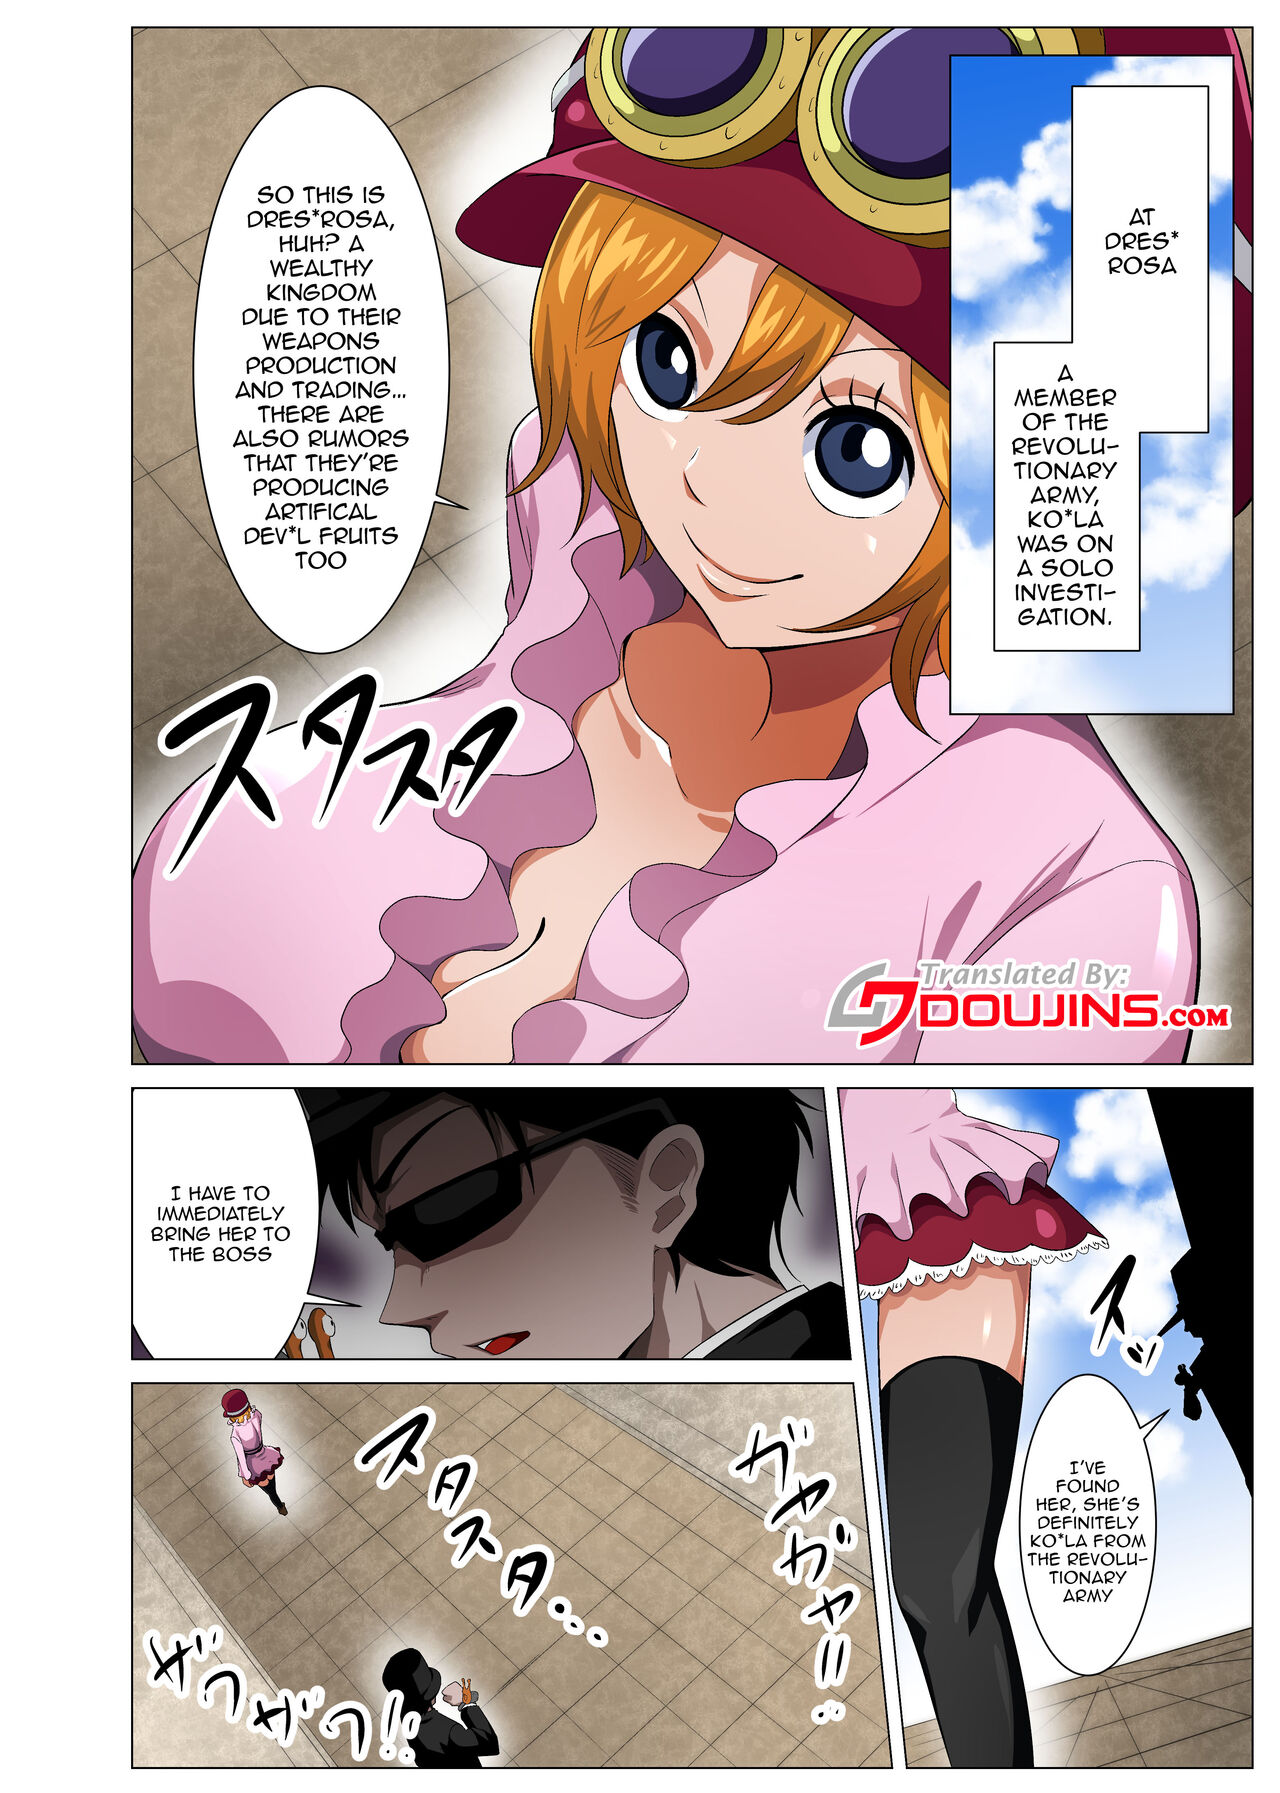 AT
DRES*
ROSA
A
MEMBER
OF THE
REVOLU-
TIONARY
ARMY,
KO*LA
WAS ON
A SOLO
INVESTI-
GATION.
SO THIS IS
DRES*ROSA,
HUH? A
WEALTHY
KINGDOM
DUE TO THEIR
WEAPONS
PRODUCTION
AND TRADING...
THERE ARE
ALSO RUMORS
THAT THEY'RE
PRODUCING
ARTIFICAL
DEV*L FRUITS
TOO
スタスタ
Translated By:
DOUJINS.COM
スッ
I'VE
FOUND
HER, SHE'S
DEFINITELY
KO*LA FROM
THE REVOLU-
TIONARY
ARMY
I HAVE TO
IMMEDIATELY
BRING HER TO
THE BOSS
ガヤガヤ!!
スタスタ...
ザワザワ!!